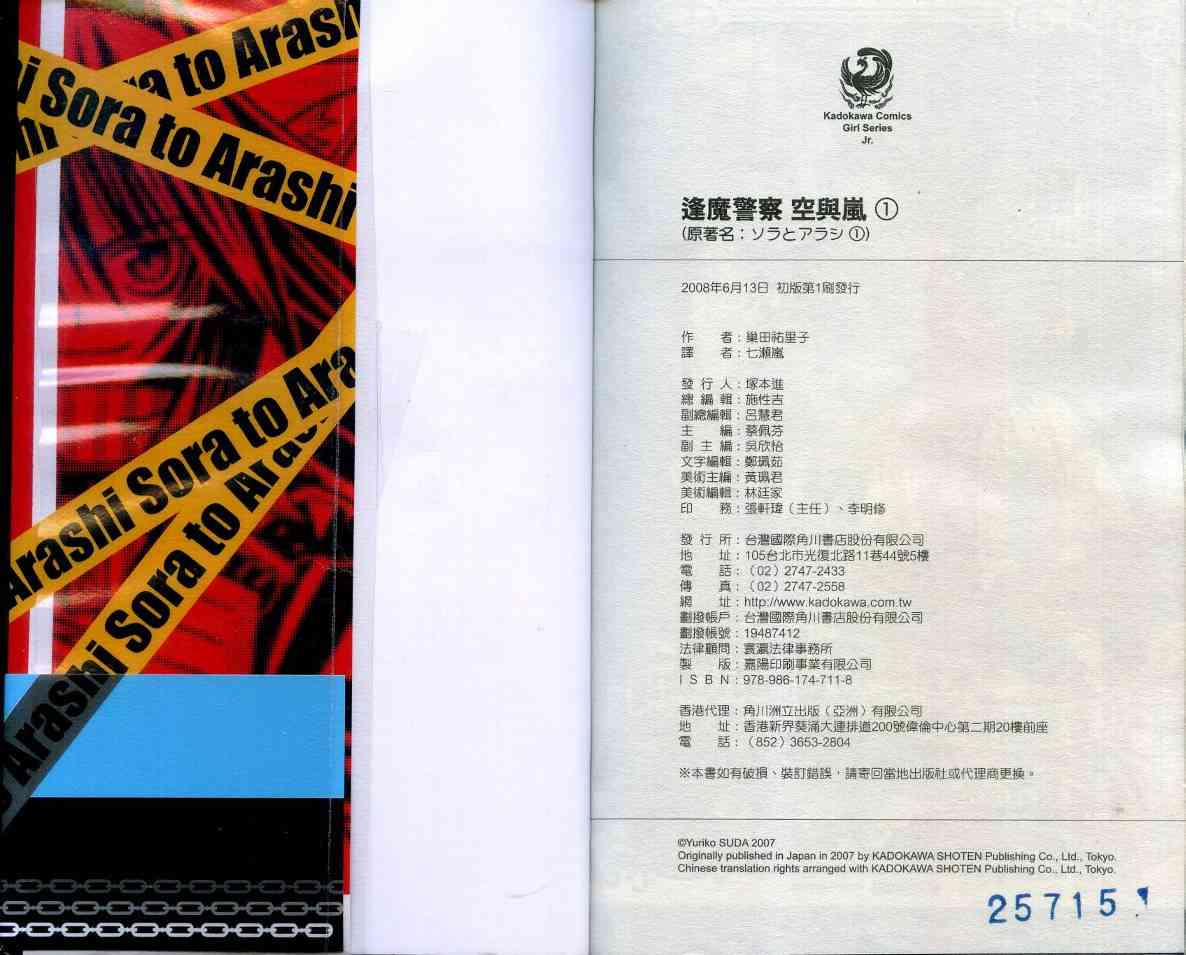 a to Arash
i Sora to Arashi
Arashi Sora to Ara
Arashi Sora to Aras
Kadokawa Comics
Girl Series
Jr.
逢魔警察 空與嵐 ①
(原著名：ソラとアラシ ①)
2008年6月13日 初版第1刷發行
作　　者：巢田祐里子
譯　　者：七瀨嵐
發 行 人：塚本進
總 編 輯：施性吉
副總編輯：呂慧君
主　　編：蔡佩芬
副 主 編：吳欣怡
文字編輯：鄭珮茹
美術主編：黃珮君
美術編輯：林廷家
印　　務：張軒瑋（主任）、李明修
發 行 所：台灣國際角川書店股份有限公司
地　　址：105台北市光復北路11巷44號5樓
電　　話：（02）2747-2433
傳　　真：（02）2747-2558
網　　址：http://www.kadokawa.com.tw
劃撥帳戶：台灣國際角川書店股份有限公司
劃撥帳號：19487412
法律顧問：寰瀛法律事務所
製　　版：嘉陽印刷事業有限公司
I S B N：978-986-174-711-8
香港代理：角川洲立出版（亞洲）有限公司
地　　址：香港新界葵涌大連排道200號偉倫中心第二期20樓前座
電　　話：（852）3653-2804
※本書如有破損、裝訂錯誤，請寄回當地出版社或代理商更換。
©Yuriko SUDA 2007
Originally published in Japan in 2007 by KADOKAWA SHOTEN Publishing Co., Ltd., Tokyo.
Chinese translation rights arranged with KADOKAWA SHOTEN Publishing Co., Ltd., Tokyo.
25715